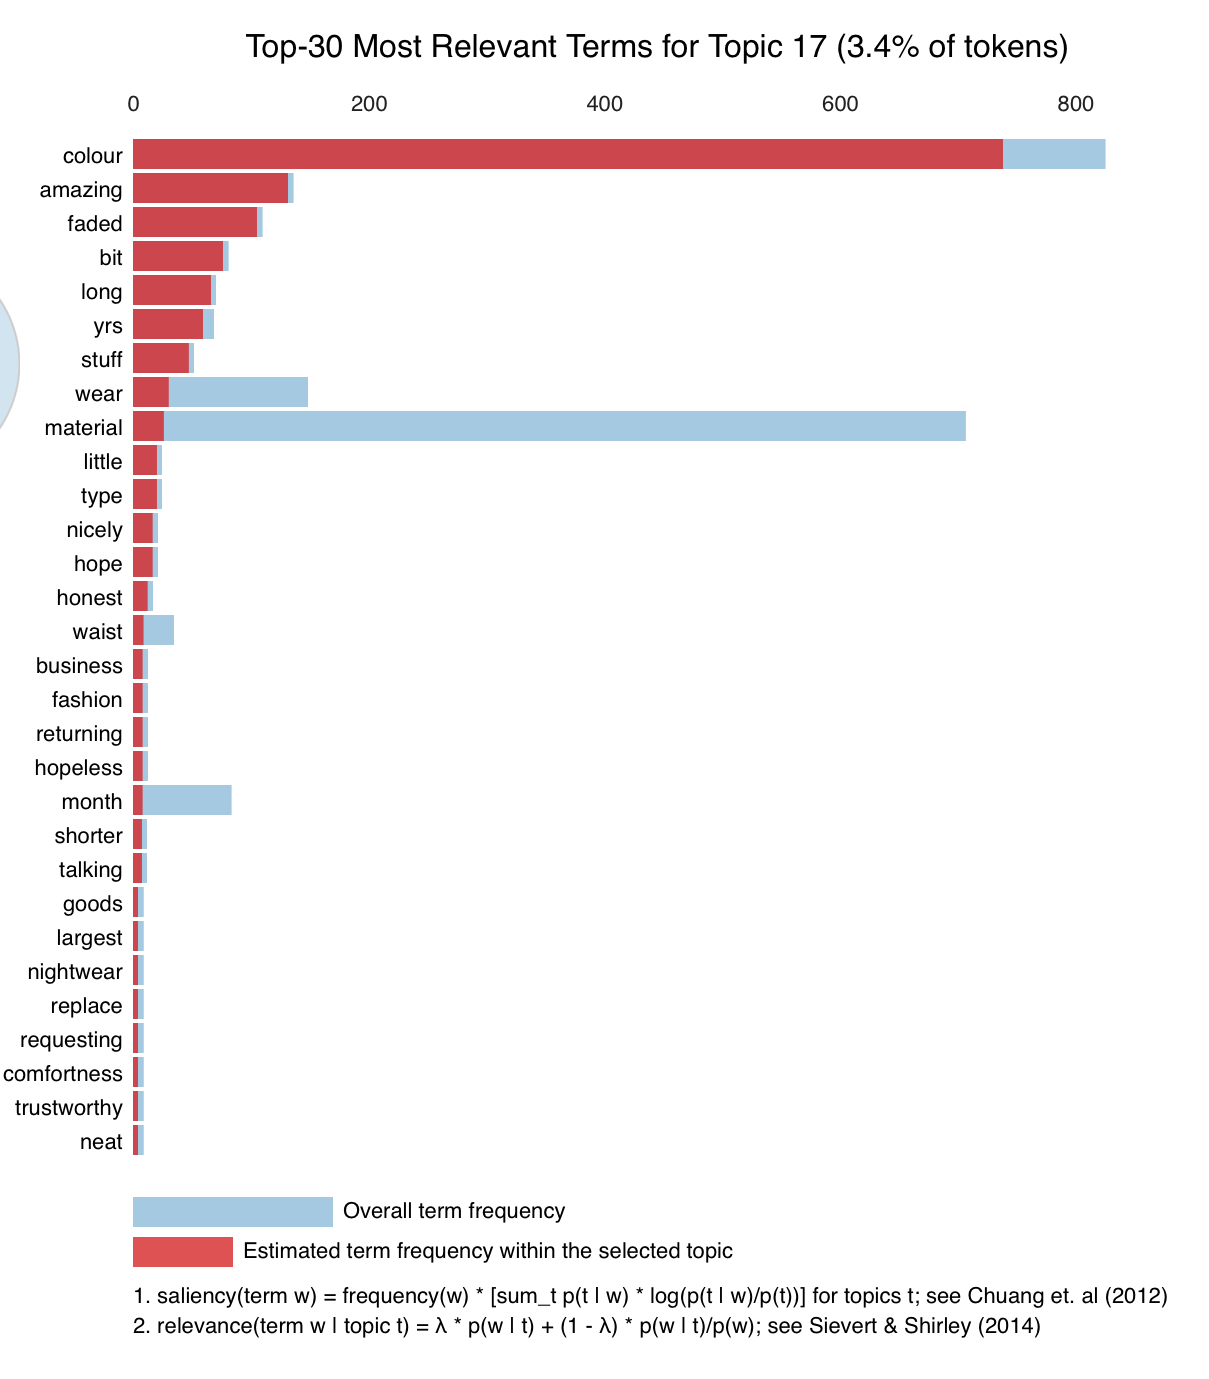 Top-30 Most Relevant Terms for Topic 17 (3.4% of tokens)
0 200 400 600 800
colour
amazing
faded
bit
long
yrs
stuff
wear
material
little
type
nicely
hope
honest
waist
business
fashion
returning
hopeless
month
shorter
talking
goods
largest
nightwear
replace
requesting
comfortness
trustworthy
neat
Overall term frequency
Estimated term frequency within the selected topic
1. saliency(term w) = frequency(w) * [sum_t p(t | w) * log(p(t | w)/p(t))] for topics t; see Chuang et. al (2012)
2. relevance(term w | topic t) = λ * p(w | t) + (1 - λ) * p(w | t)/p(w); see Sievert & Shirley (2014)